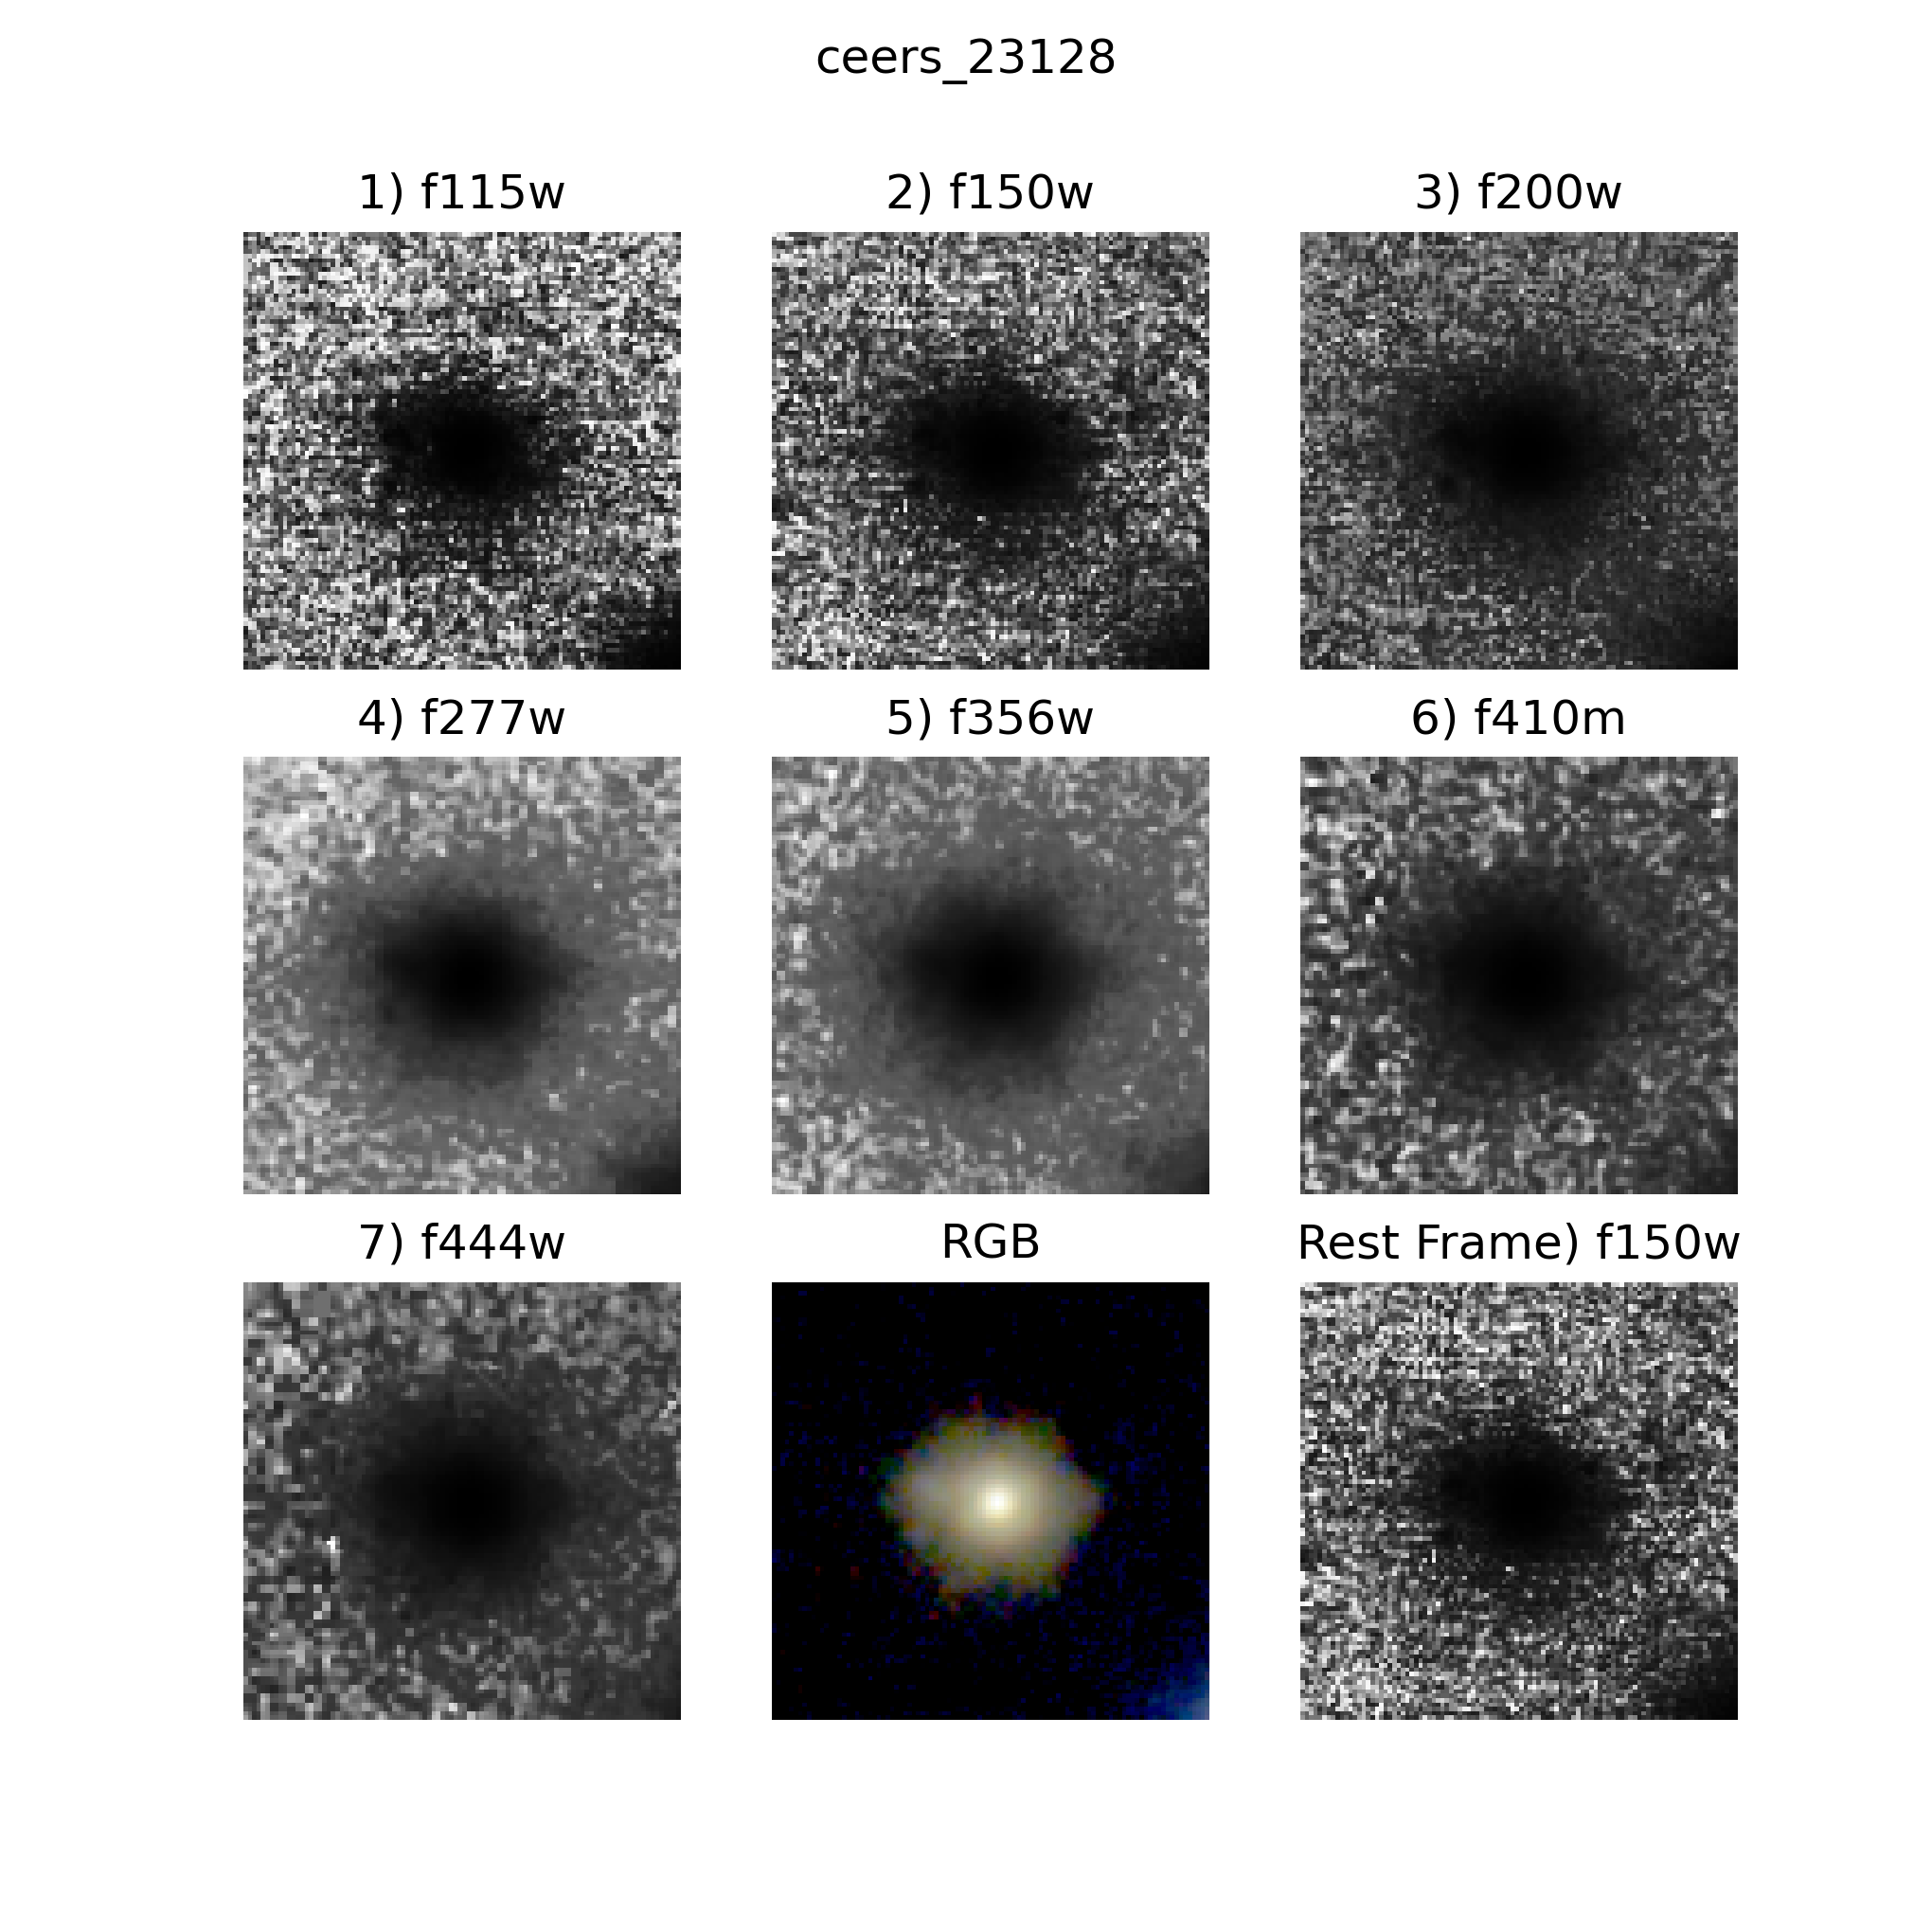 ceers_23128
1) f115w
2) f150w
3) f200w
4) f277w
5) f356w
6) f410m
7) f444w
RGB
Rest Frame) f150w